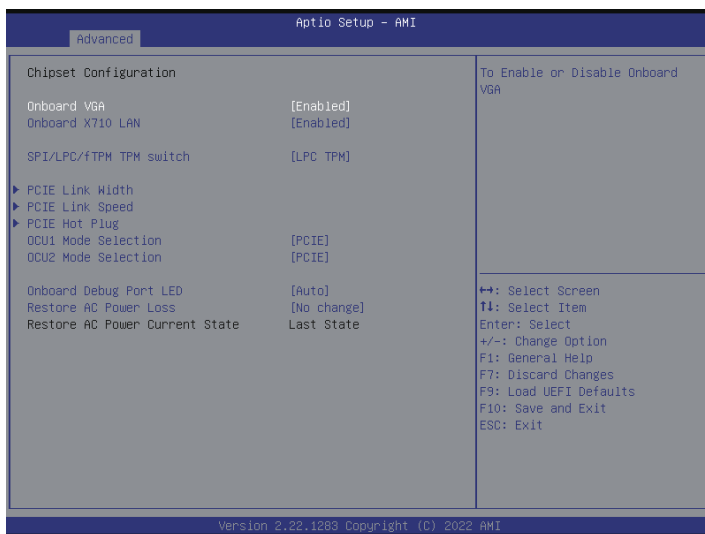 Aptio Setup - AMI
Advanced
Chipset Configuration
Onboard VGA [Enabled]
Onboard X710 LAN [Enabled]
SPI/LPC/fTPM TPM switch [LPC TPM]
PCIE Link Width
PCIE Link Speed
PCIE Hot Plug
OCU1 Mode Selection [PCIE]
OCU2 Mode Selection [PCIE]
Onboard Debug Port LED [Auto]
Restore AC Power Loss [No change]
Restore AC Power Current State Last State
To Enable or Disable Onboard
VGA
↔: Select Screen
↑↓: Select Item
Enter: Select
+/-: Change Option
F1: General Help
F7: Discard Changes
F9: Load UEFI Defaults
F10: Save and Exit
ESC: Exit
Version 2.22.1283 Copyright (C) 2022 AMI